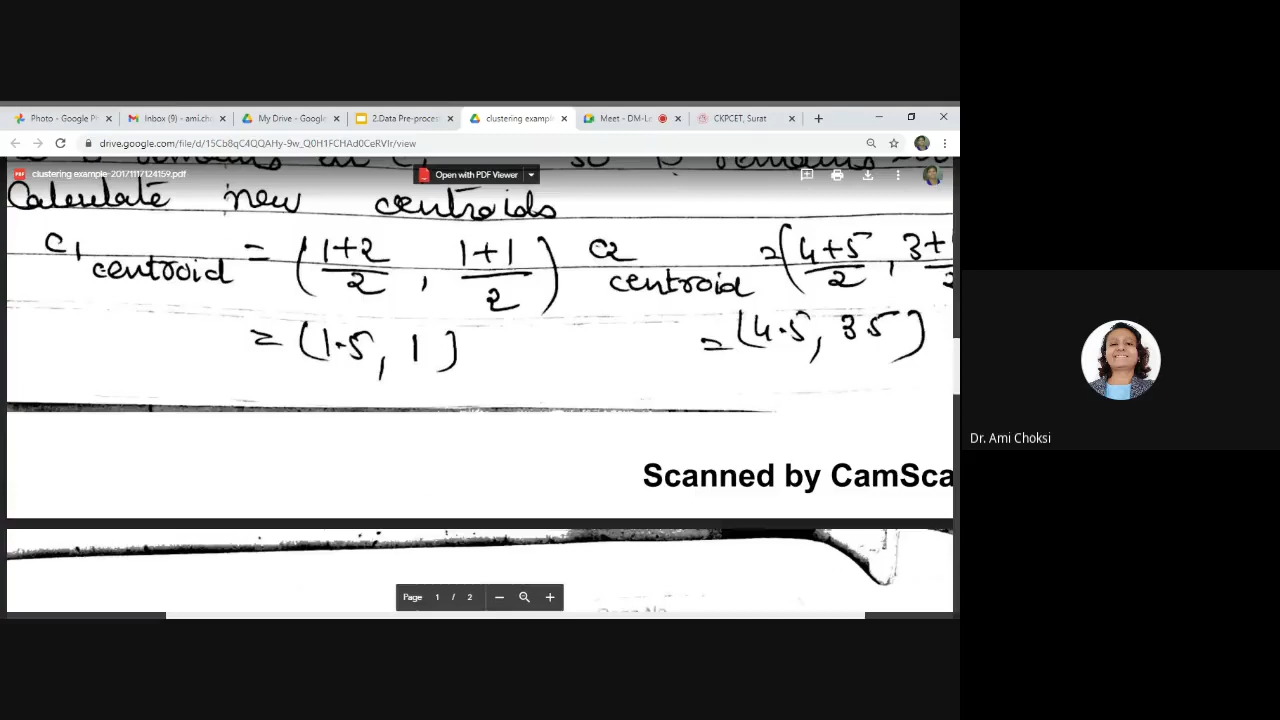 Photo - Google P
Inbox (9) - ami.ch
My Drive - Google
2.Data Pre-proces
clustering exampl
Meet - DM-Le
CKPCET, Surat
drive.google.com/file/d/15Cb8qC4QQAHy-9w_Q0H1FCHAd0CeRVIr/view
clustering example-20171117124159.pdf
Open with PDF Viewer
Calculate new centroids
C1 centroid = (1+2/2, 1+1/2) C2 centroid = (4+5/2, 3+
= (1.5, 1) = (4.5, 35)
Scanned by CamSca
Page 1 / 2
Dr. Ami Choksi